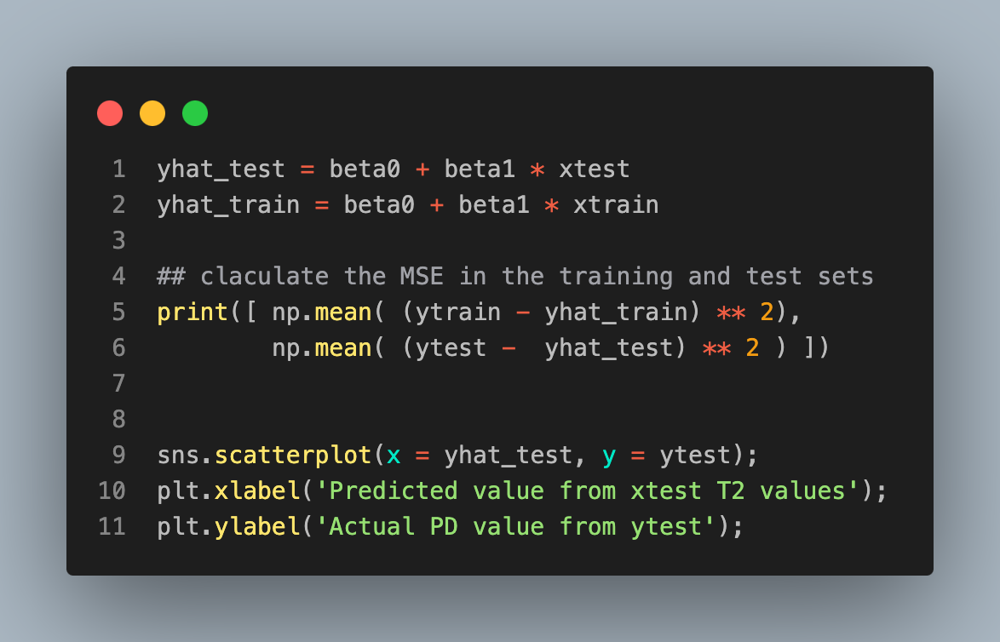 1 yhat_test = beta0 + beta1 * xtest
2 yhat_train = beta0 + beta1 * xtrain
3
4 ## claculate the MSE in the training and test sets
5 print([ np.mean( (ytrain - yhat_train) ** 2),
6         np.mean( (ytest -  yhat_test) ** 2 ) ])
7
8
9 sns.scatterplot(x = yhat_test, y = ytest);
10 plt.xlabel('Predicted value from xtest T2 values');
11 plt.ylabel('Actual PD value from ytest');